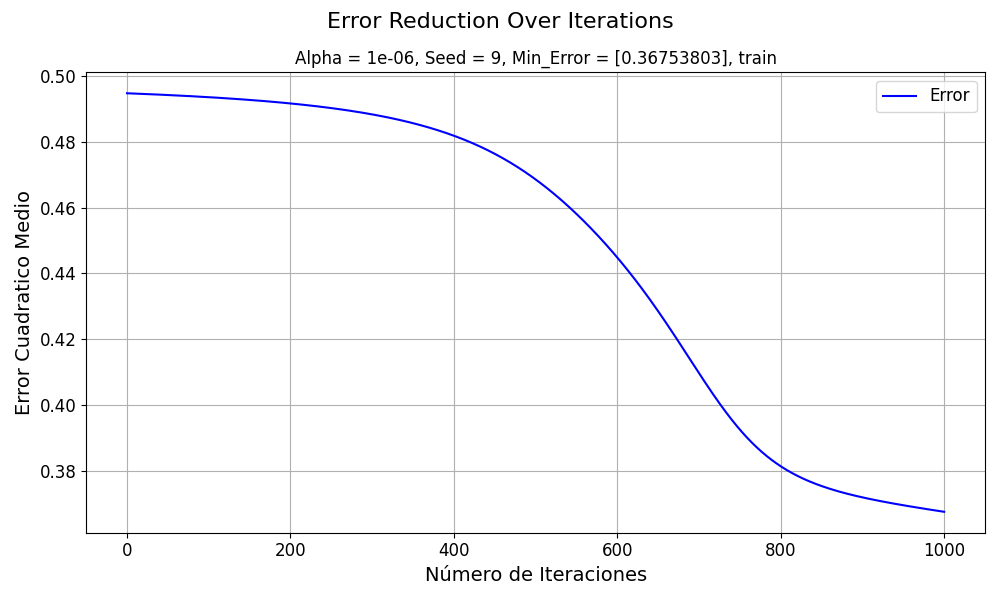 Error Reduction Over Iterations
Alpha = 1e-06, Seed = 9, Min_Error = [0.36753803], train
Error
Error Cuadratico Medio
0.50
0.48
0.46
0.44
0.42
0.40
0.38
0
200
400
600
800
1000
Número de Iteraciones